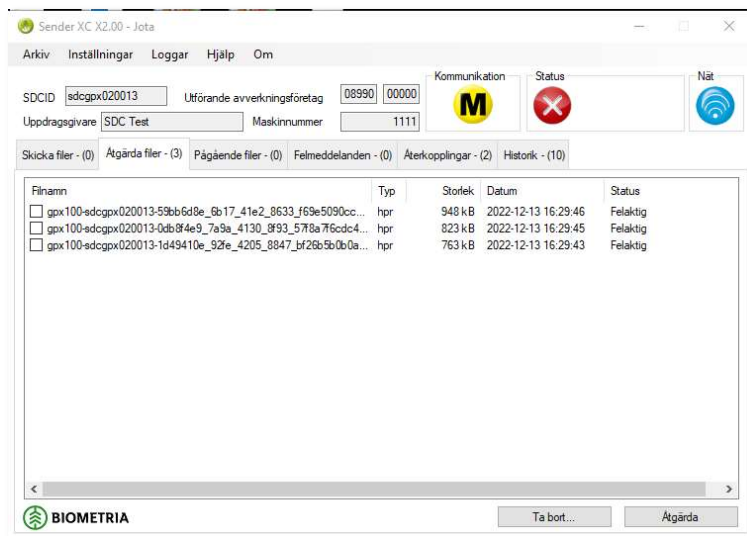 Sender XC X2.00 - Jota
Arkiv Inställningar Loggar Hjälp Om
Kommunikation Status Nät
SDCID sdcgpx020013 Utförande avverkningsföretag 08990 00000
M
Uppdragsgivare SDC Test Maskinnummer 1111
Skicka filer - (0) Åtgärda filer - (3) Pågående filer - (0) Felmeddelanden - (0) Återkopplingar - (2) Historik - (10)
Filnamn Typ Storlek Datum Status
gpx100-sdcgpx020013-59bb6d8e_6b17_41e2_8633_f69e5090cc... hpr 948 kB 2022-12-13 16:29:46 Felaktig
gpx100-sdcgpx020013-0db8f4e9_7a9a_4130_8f93_57f8a7f6cdc4... hpr 823 kB 2022-12-13 16:29:45 Felaktig
gpx100-sdcgpx020013-1d49410e_92fe_4205_8847_bf26b5b0b0a... hpr 763 kB 2022-12-13 16:29:43 Felaktig
BIOMETRIA Ta bort... Åtgärda